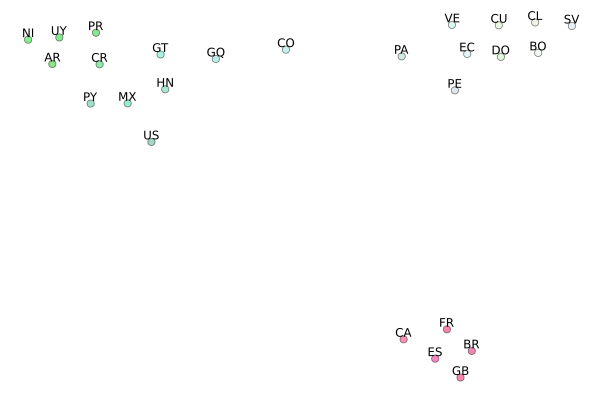 NI UY PR
AR CR GT GQ CO
PY MX HN
US
VE CU CL SV
PA EC DO BO
PE
CA FR
ES BR
GB